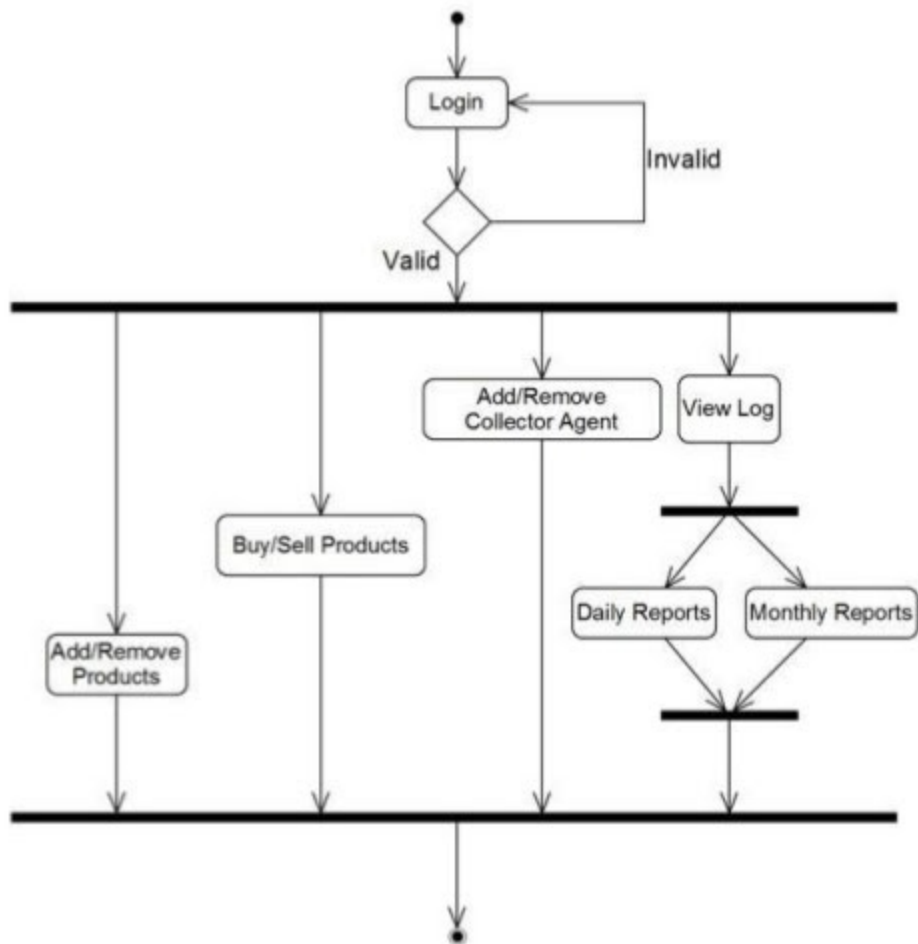 Login
Invalid
Valid
Add/Remove
Collector Agent
View Log
Buy/Sell Products
Daily Reports
Monthly Reports
Add/Remove
Products